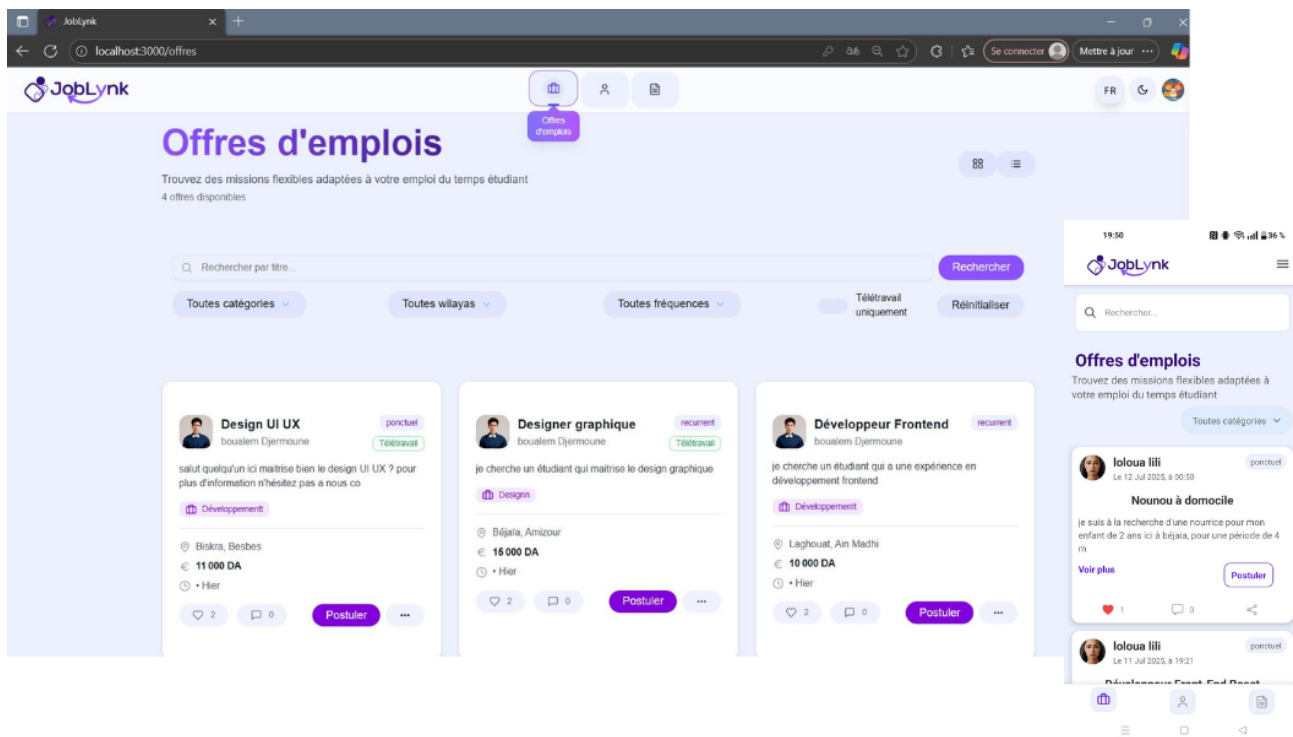 JobLynk
localhost:3000/offres
Se connecter
Mettre à jour
JobLynk
FR
Offres
d'emplois
Offres d'emplois
Trouvez des missions flexibles adaptées à votre emploi du temps étudiant
4 offres disponibles
Rechercher par titre...
Rechercher
Toutes catégories
Toutes wilayas
Toutes fréquences
Télétravail
uniquement
Réinitialiser
Design UI UX
ponctuel
boualem Djermoune
Télétravail
salut quelqu'un ici maitrise bien le design UI UX ? pour
plus d'information n'hésitez pas a nous co
Développementt
Biskra, Besbes
€ 11 000 DA
• Hier
2
0
Postuler
Designer graphique
recurrent
boualem Djermoune
Télétravail
je cherche un étudiant qui maitrise le design graphique
Designn
Béjaïa, Amizour
€ 15 000 DA
• Hier
2
0
Postuler
Développeur Frontend
recurrent
boualem Djermoune
je cherche un étudiant qui a une expérience en
développement frontend
Développementt
Laghouat, Ain Madhi
€ 10 000 DA
• Hier
2
0
Postuler
19:50
36 %
JobLynk
Rechercher...
Offres d'emplois
Trouvez des missions flexibles adaptées à
votre emploi du temps étudiant
Toutes catégories
loloua lili
ponctuel
Le 12 Jul 2025, à 00:50
Nounou à domocile
je suis à la recherche d'une nourrice pour mon
enfant de 2 ans ici à béjaia, pour une période de 4
m
Voir plus
Postuler
1
0
loloua lili
ponctuel
Le 11 Jul 2025, à 19:21
Développeur Front-End React